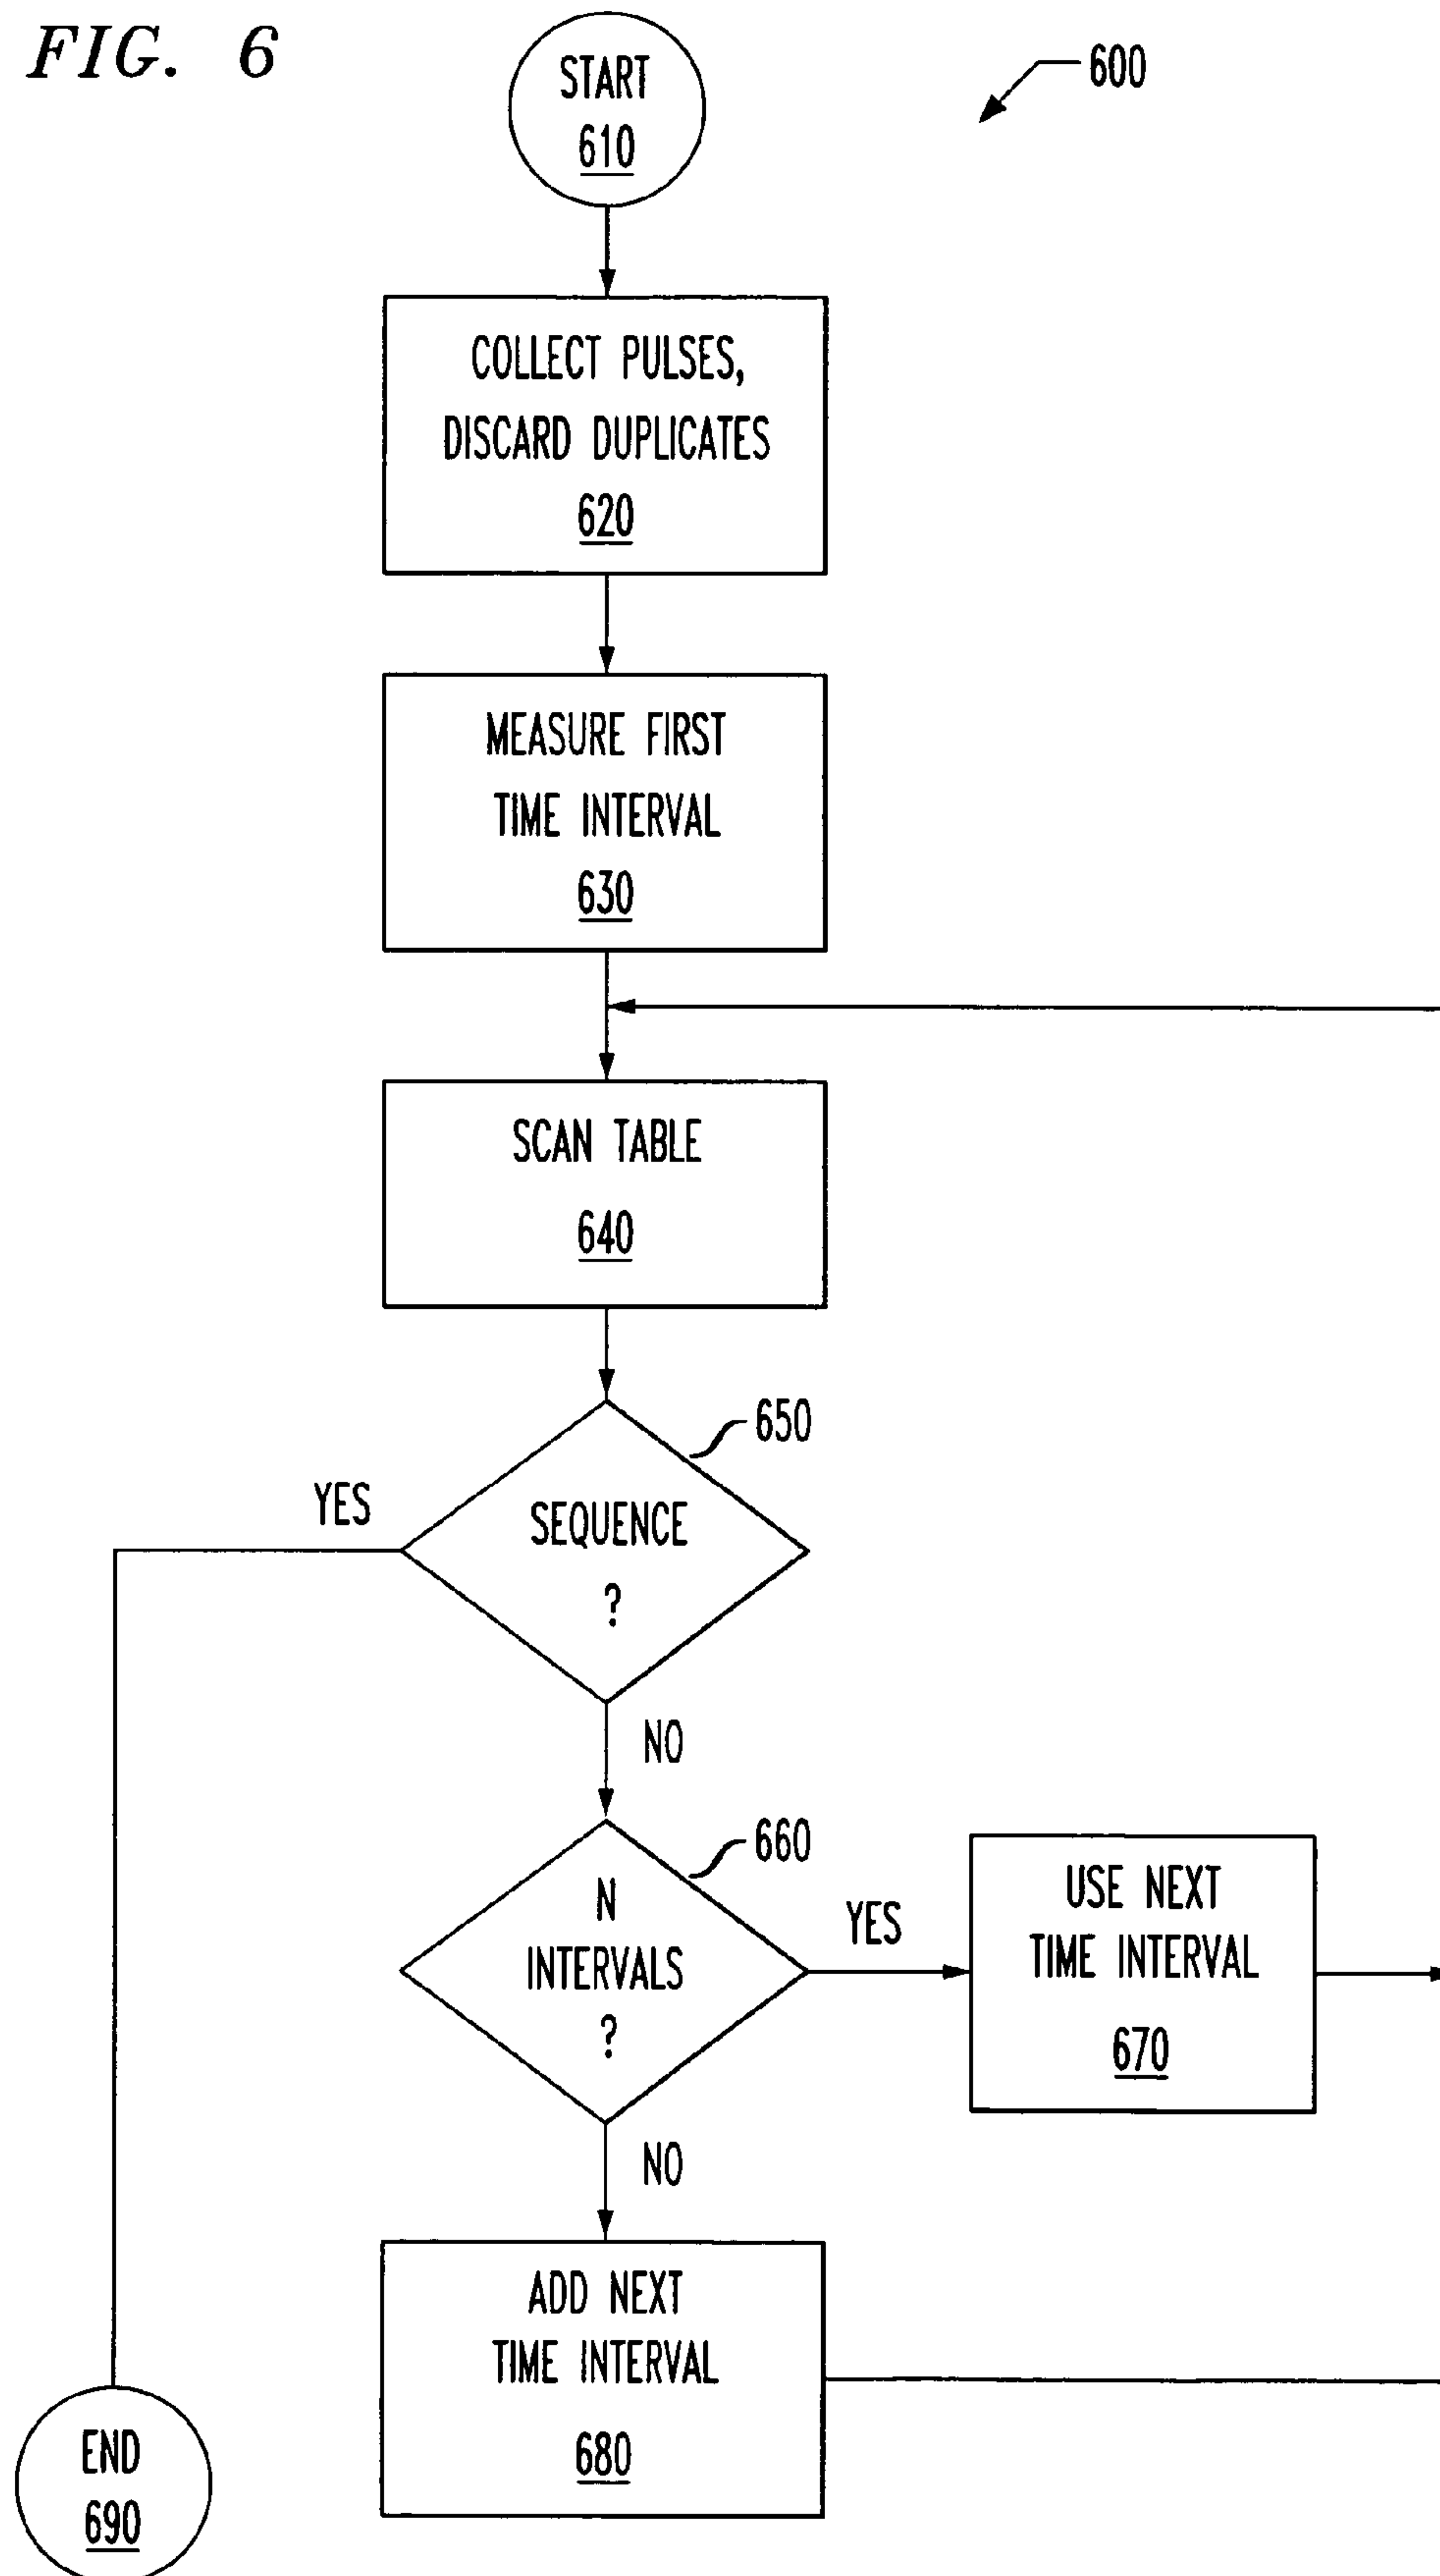 FIG. 6
START
610
600
COLLECT PULSES,
DISCARD DUPLICATES
620
MEASURE FIRST
TIME INTERVAL
630
SCAN TABLE
640
650
YES
SEQUENCE
?
NO
660
N
INTERVALS
?
YES
USE NEXT
TIME INTERVAL
670
NO
ADD NEXT
TIME INTERVAL
680
END
690